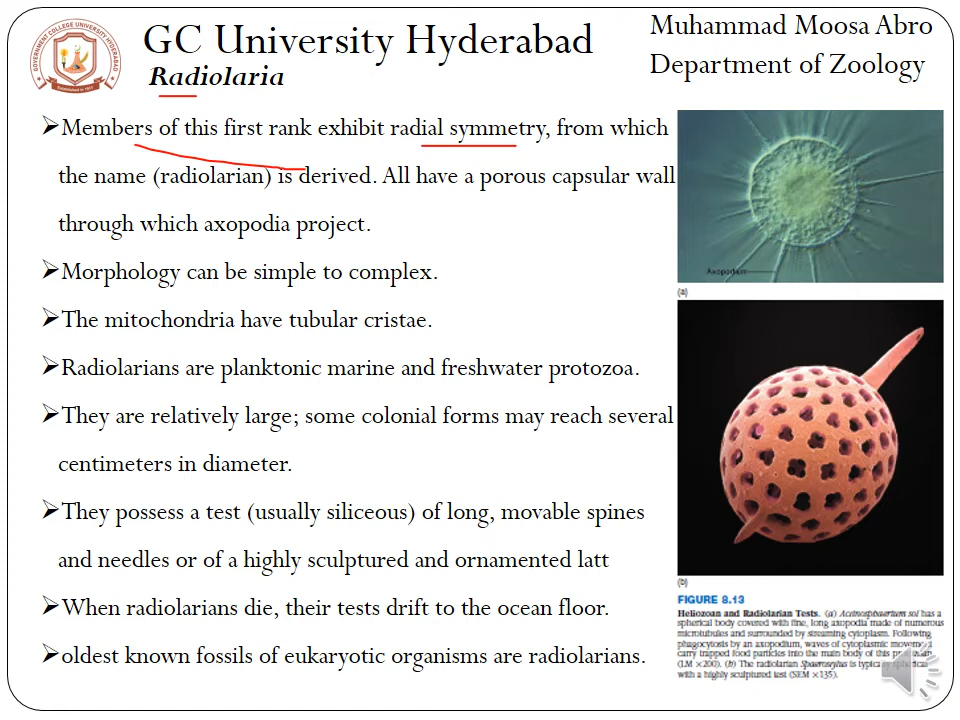 GOVERNMENT COLLEGE UNIVERSITY HYDERABAD
GC University Hyderabad
Muhammad Moosa Abro
Department of Zoology
Radiolaria
➢Members of this first rank exhibit radial symmetry, from which
the name (radiolarian) is derived. All have a porous capsular wall
through which axopodia project.
➢Morphology can be simple to complex.
➢The mitochondria have tubular cristae.
➢Radiolarians are planktonic marine and freshwater protozoa.
➢They are relatively large; some colonial forms may reach several
centimeters in diameter.
➢They possess a test (usually siliceous) of long, movable spines
and needles or of a highly sculptured and ornamented latt
➢When radiolarians die, their tests drift to the ocean floor.
➢oldest known fossils of eukaryotic organisms are radiolarians.
Axopodium
(a)
(b)
FIGURE 8.13
Heliozoan and Radiolarian Tests. (a) Actinosphaerium sol has a
spherical body covered with fine, long axopodia made of numerous
microtubules and surrounded by streaming cytoplasm. Following
phagocytosis by an axopodium, waves of cytoplasmic movement
carry trapped food particles into the main body of this
(LM ×200). (b) The radiolarian is
with a highly sculptured test (SEM ×135).